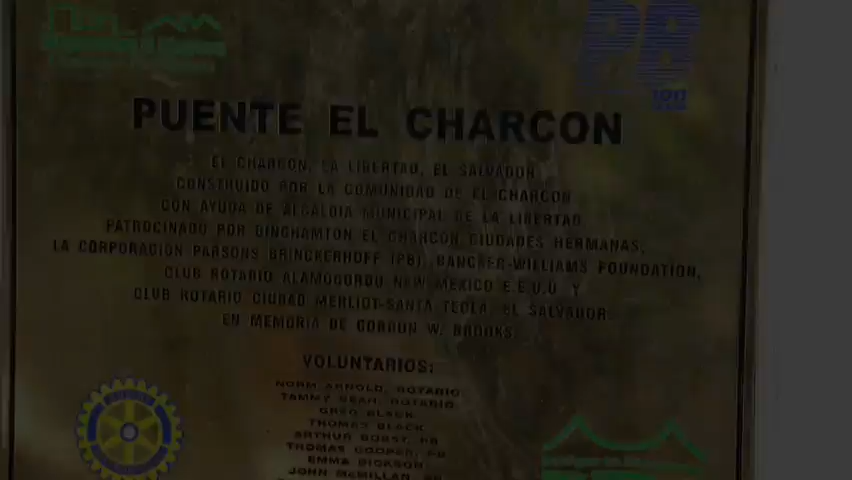 PB
PUENTE EL CHARCON
EL CHARCON, LA LIBERTAD, EL SALVADOR
CONSTRUIDO POR LA COMUNIDAD DE EL CHARCON
CON AYUDA DE ALCALDIA MUNICIPAL DE LA LIBERTAD
PATROCINADO POR BINGHAMTON EL CHARCON CIUDADES HERMANAS,
LA CORPORACION PARSONS BRINCKERHOFF (PB), BANCKER-WILLIAMS FOUNDATION,
CLUB ROTARIO ALAMOGORDO NEW MEXICO E.E.U.U. Y
CLUB ROTARIO CIUDAD MERLIOT-SANTA TECLA, EL SALVADOR.
EN MEMORIA DE GORDON W. BROOKS
VOLUNTARIOS:
NORM ARNOLD, ROTARIO
TAMMY BEAN, ROTARIO
GREG BLACK
THOMAS BLACK
ARTHUR BORST, PB
THOMAS COOPER, PB
EMMA DICKSON
JOHN McMILLAN, PB